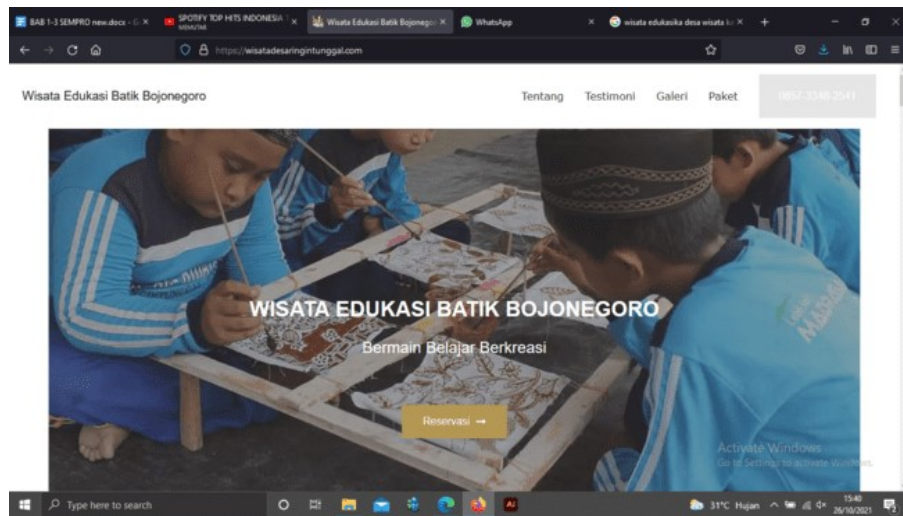 BAB 1-3 SEMPRO new.docx - G
SPOTIFY TOP HITS INDONESIA
MEMUTAR
Wisata Edukasi Batik Bojonegor
WhatsApp
wisata edukasika desa wisata
https://wisatadesaringintunggal.com
Wisata Edukasi Batik Bojonegoro
Tentang
Testimoni
Galeri
Paket
WISATA EDUKASI BATIK BOJONEGORO
Bermain Belajar Berkreasi
Reservasi →
Activate Windows
Go to Settings to activate Windows.
Type here to search
31°C Hujan
15:40
26/10/2021